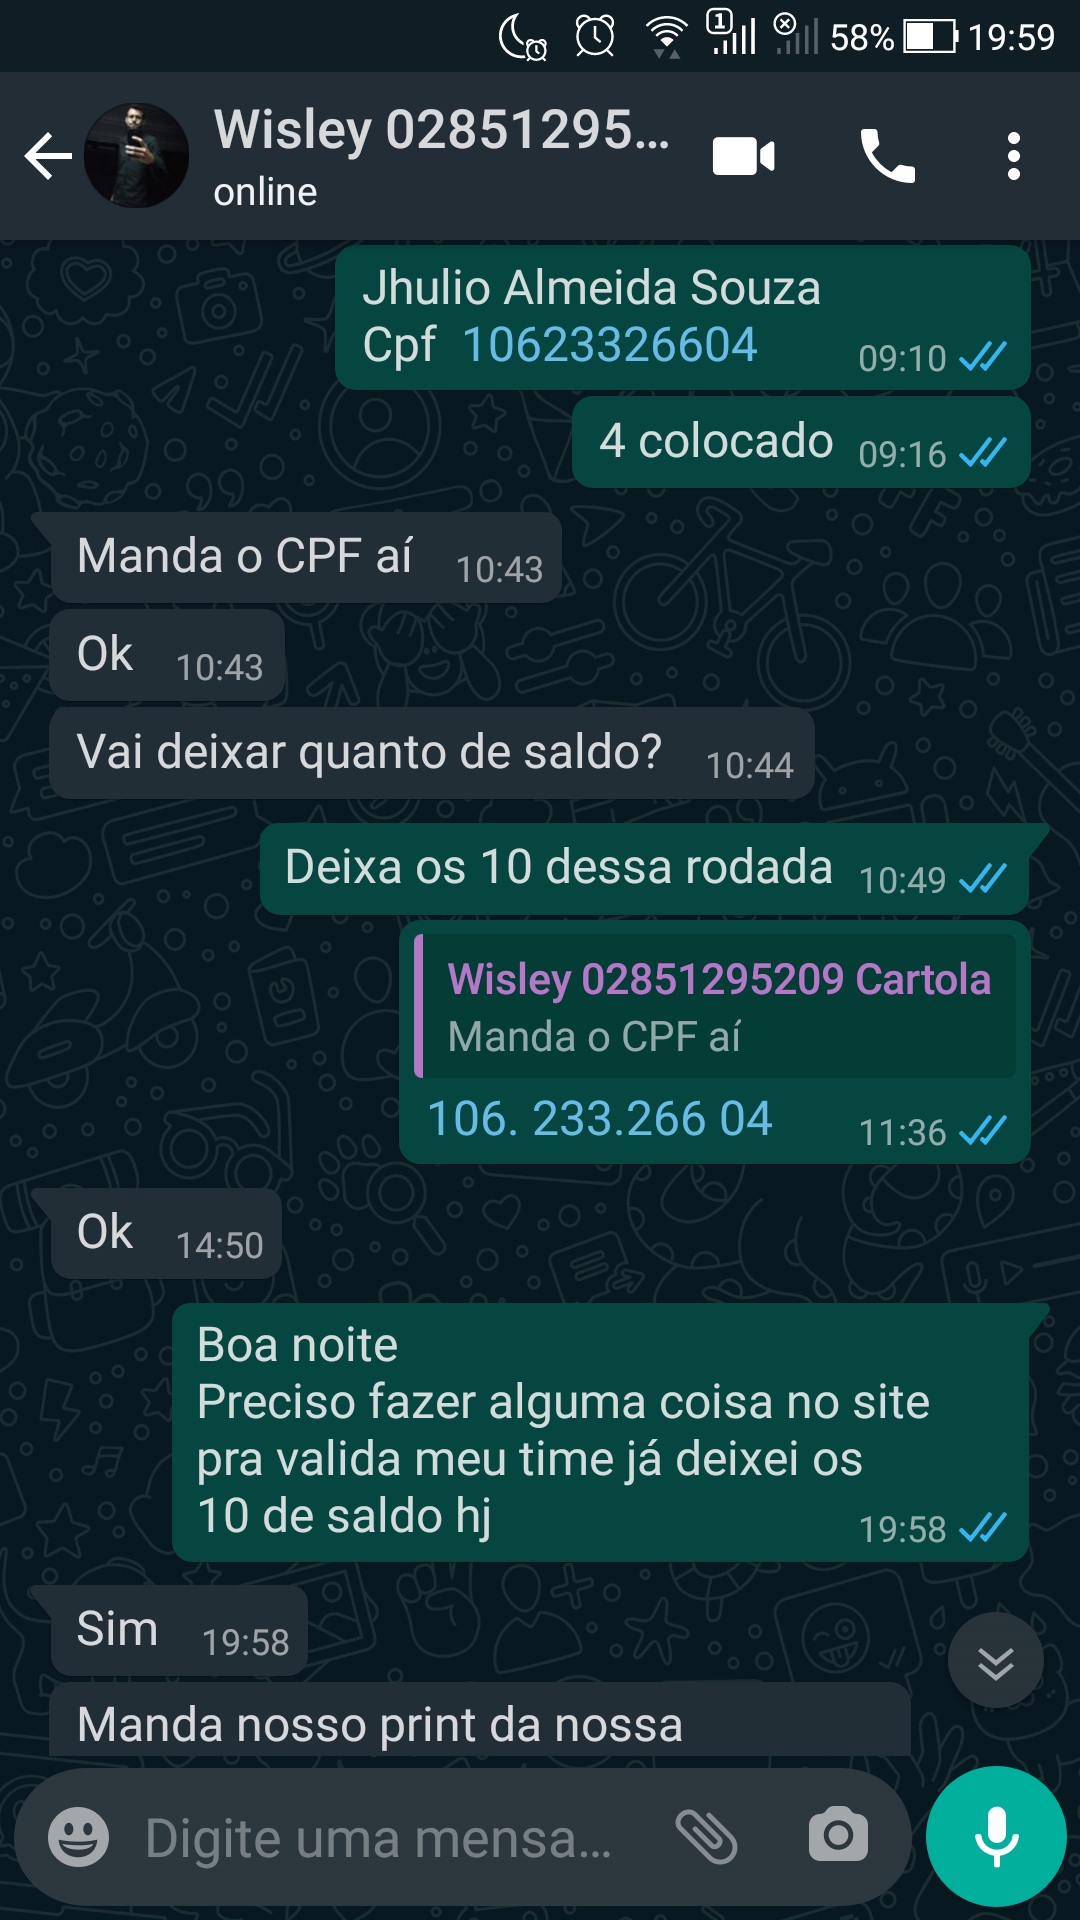 58% 19:59
Wisley 02851295...
online
Jhulio Almeida Souza
Cpf 10623326604 09:10
4 colocado 09:16
Manda o CPF aí 10:43
Ok 10:43
Vai deixar quanto de saldo? 10:44
Deixa os 10 dessa rodada 10:49
Wisley 02851295209 Cartola
Manda o CPF aí
106. 233.266 04 11:36
Ok 14:50
Boa noite
Preciso fazer alguma coisa no site
pra valida meu time já deixei os
10 de saldo hj 19:58
Sim 19:58
Manda nosso print da nossa
Digite uma mensa...